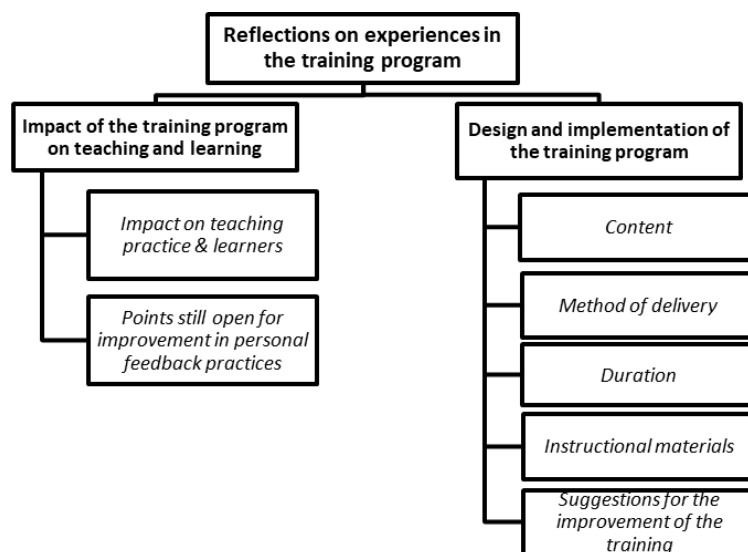 Reflections on experiences in
the training program
Impact of the training program
on teaching and learning
Impact on teaching
practice & learners
Points still open for
improvement in personal
feedback practices
Design and implementation of
the training program
Content
Method of delivery
Duration
Instructional materials
Suggestions for the
improvement of the
training